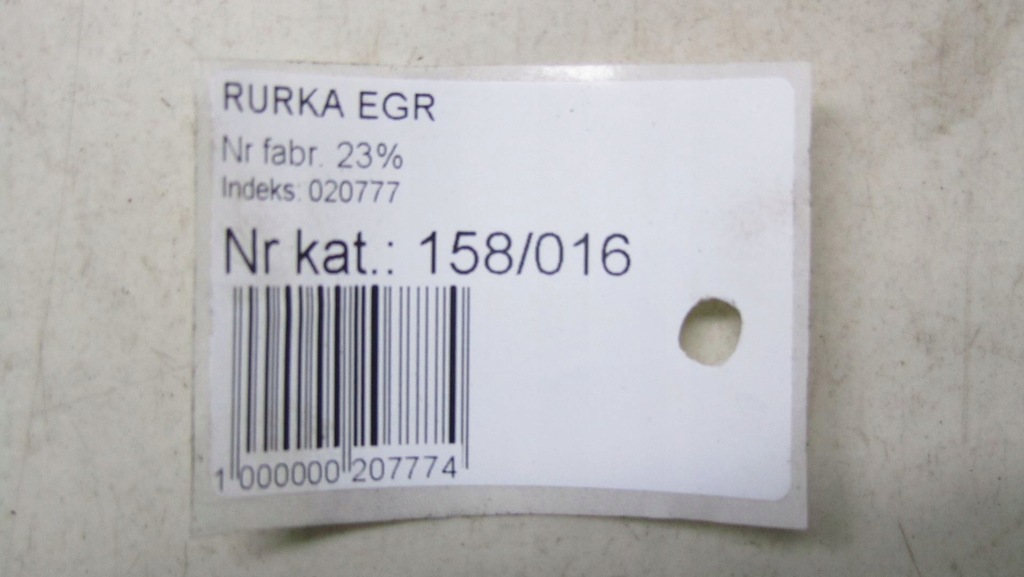 RURKA EGR
Nr fabr. 23%
Indeks: 020777
Nr kat.: 158/016
1 000000 207774